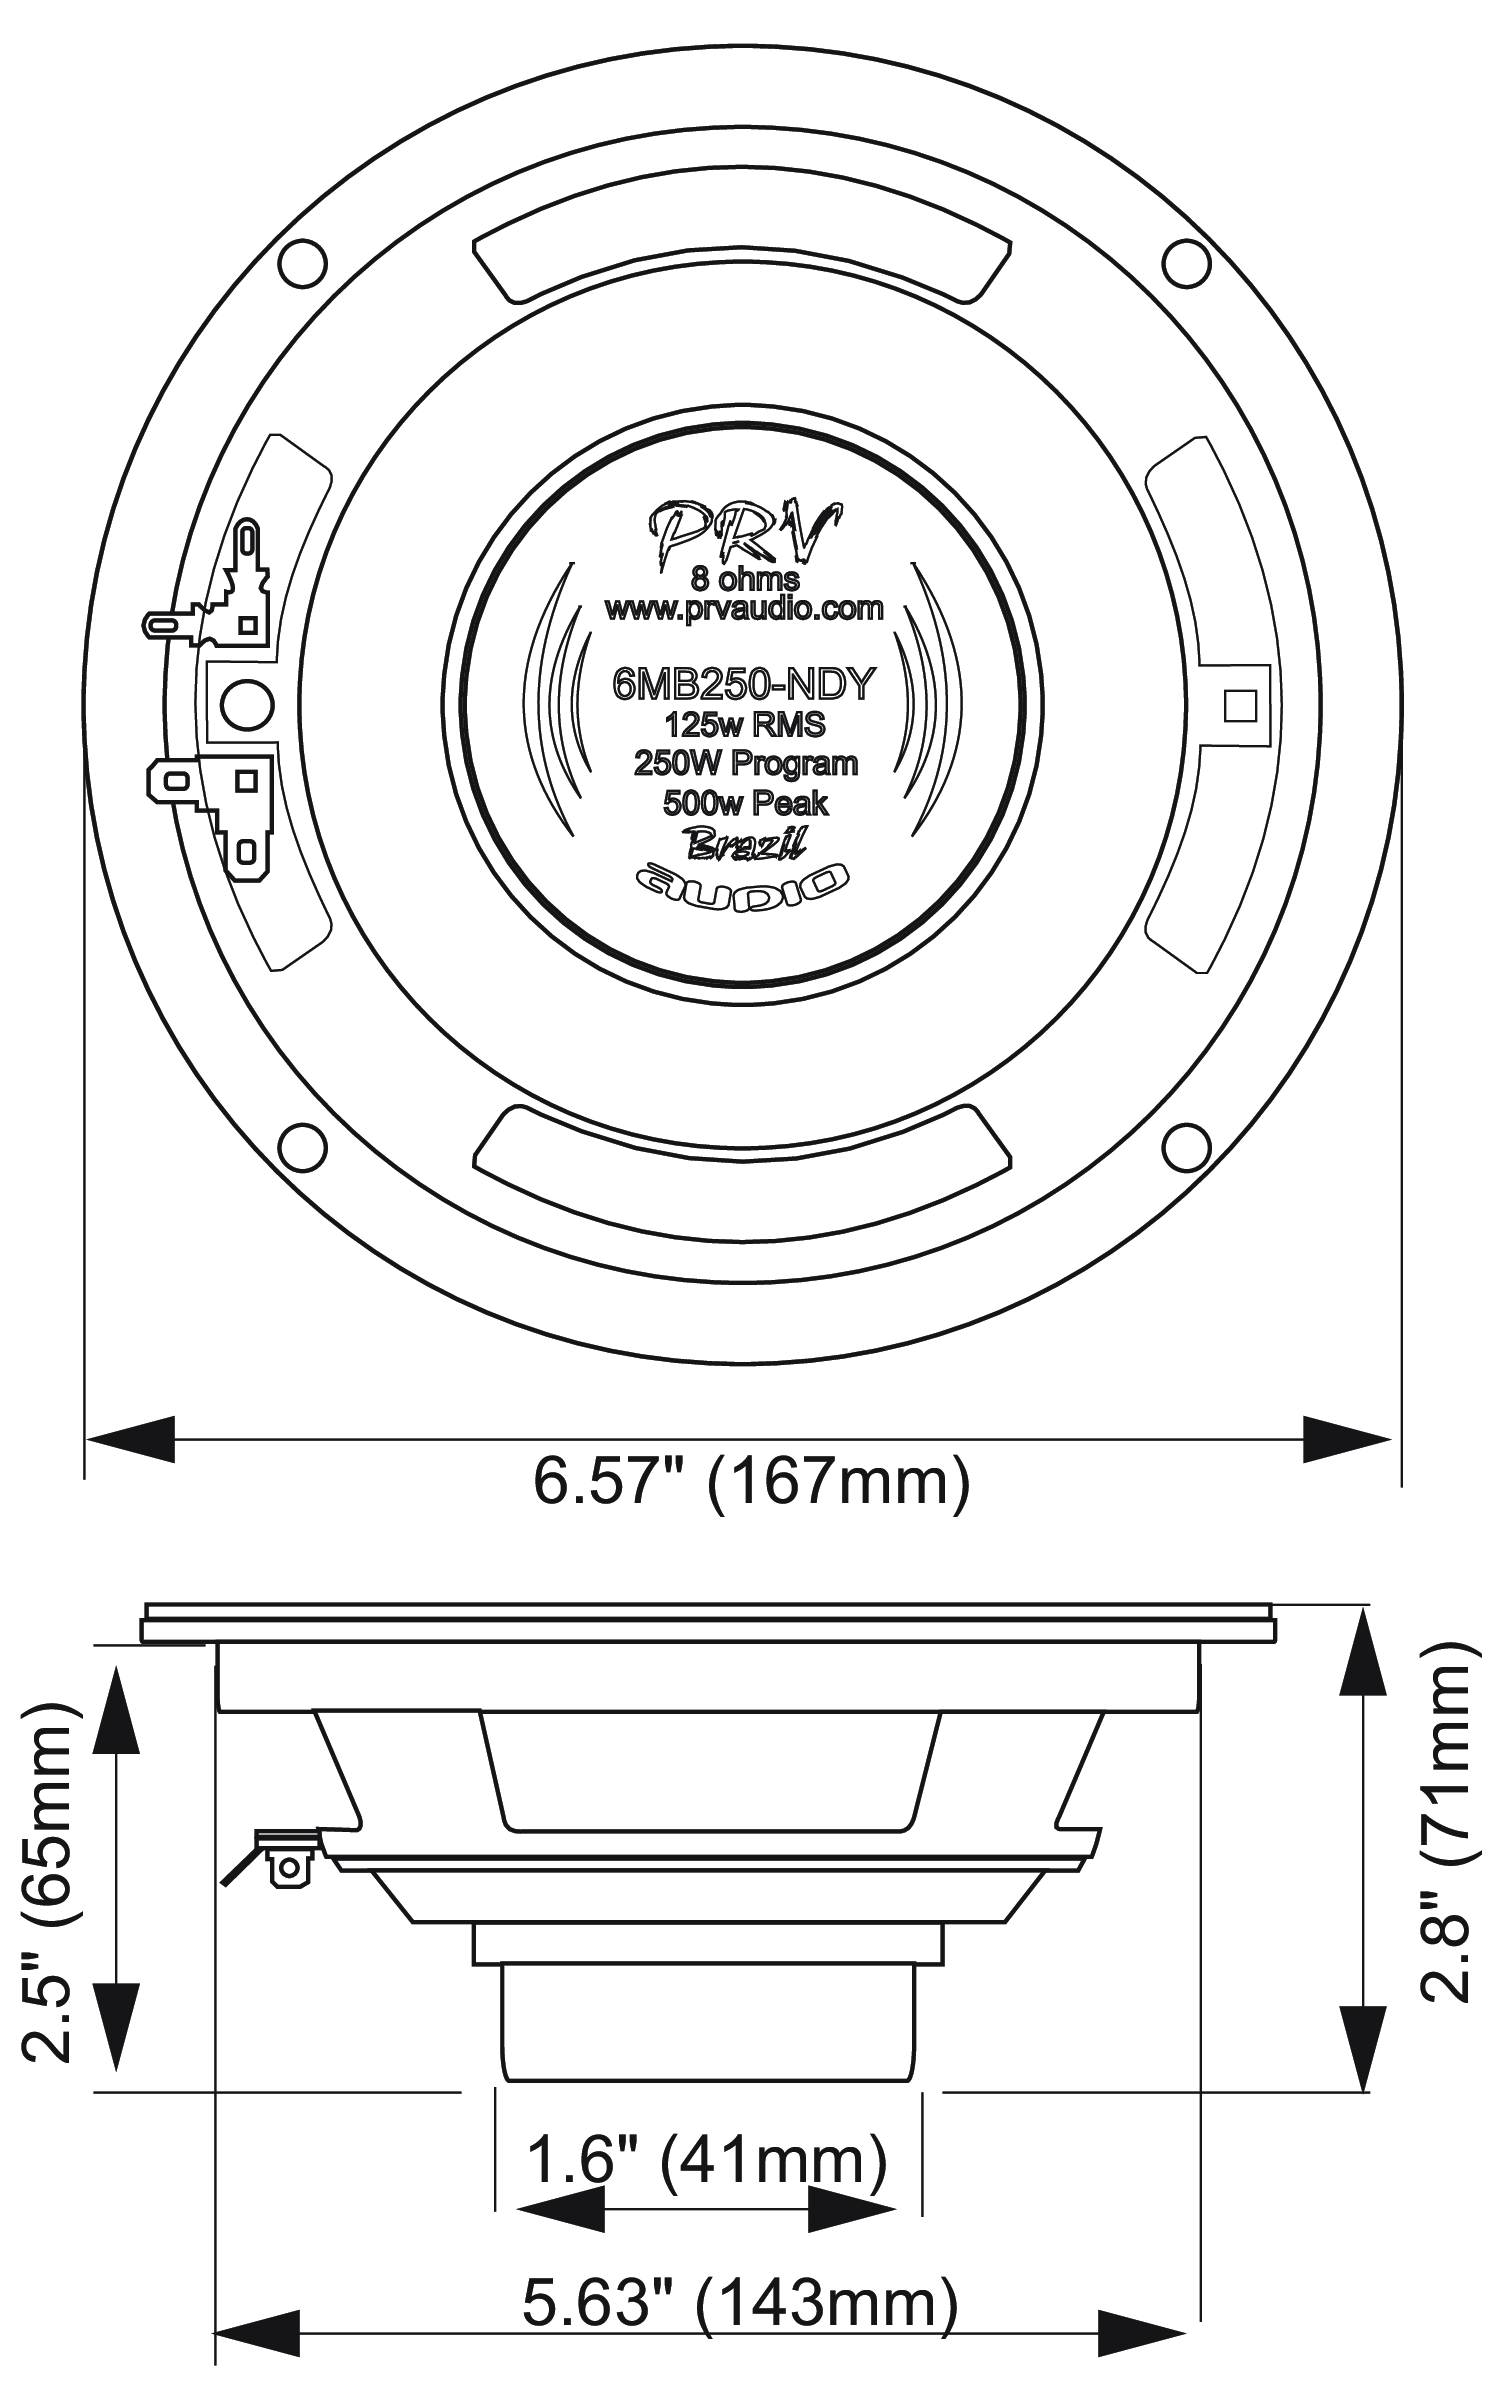 PRV
8 ohms
www.prvaudio.com
6MB250-NDY
125w RMS
250W Program
500w Peak
Brazil
AUDIO
6.57" (167mm)
2.5" (65mm)
2.8" (71mm)
1.6" (41mm)
5.63" (143mm)